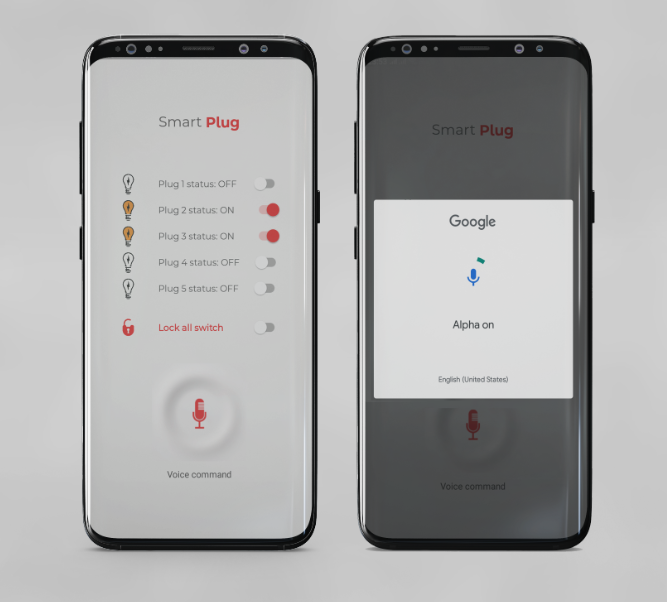 Smart Plug
Plug 1 status: OFF
Plug 2 status: ON
Plug 3 status: ON
Plug 4 status: OFF
Plug 5 status: OFF
Lock all switch
Voice command
Smart Plug
Google
Alpha on
English (United States)
Voice command